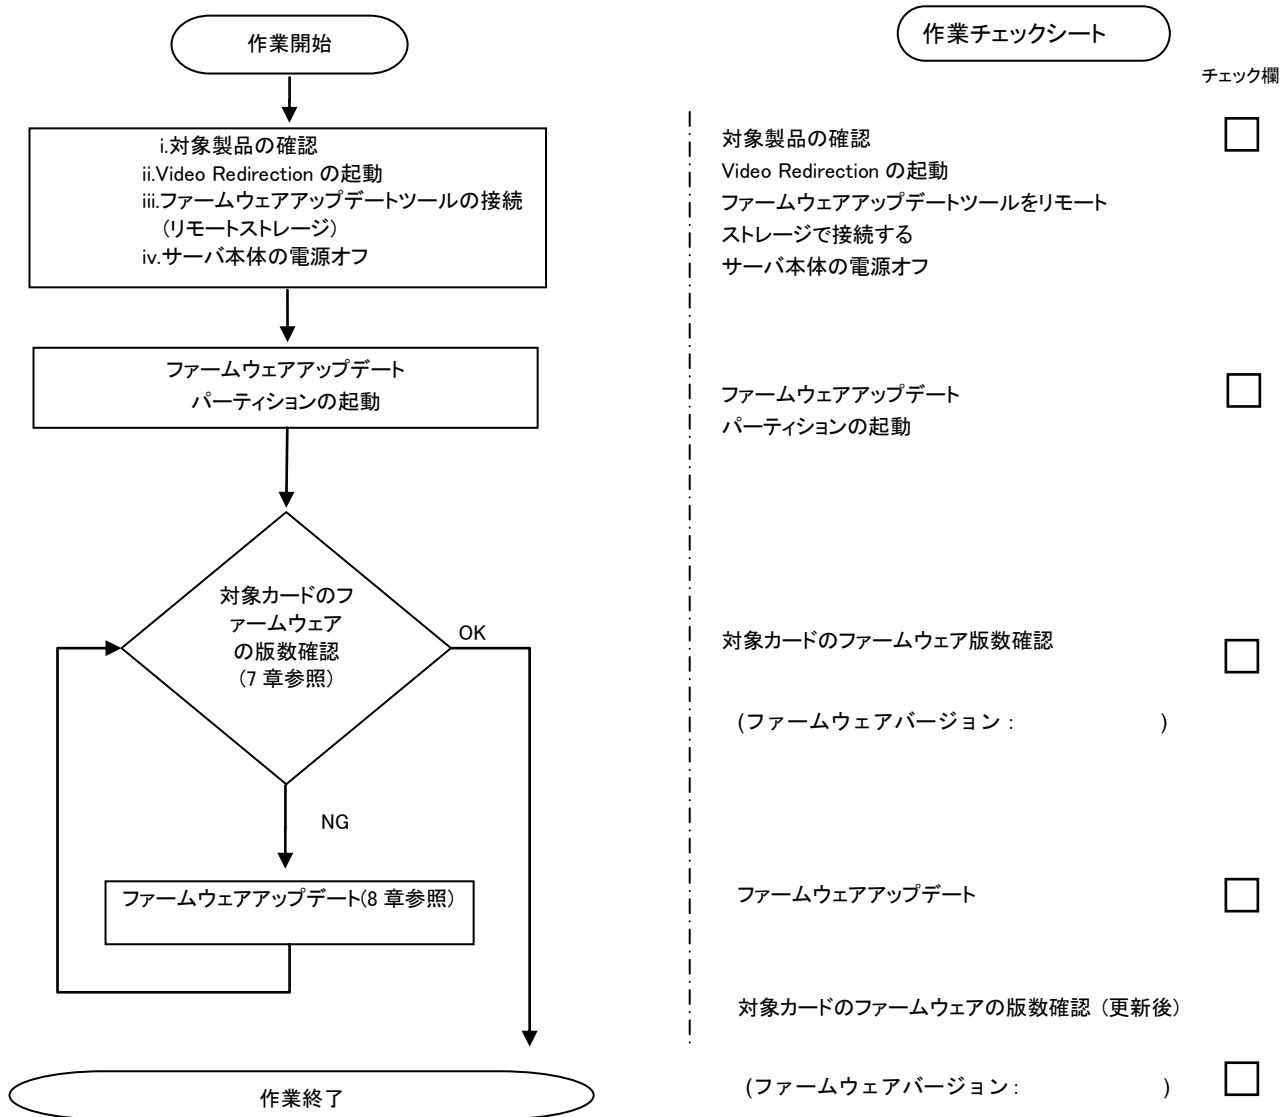 作業開始
i.対象製品の確認
ii.Video Redirection の起動
iii.ファームウェアアップデートツールの接続
(リモートストレージ)
iv.サーバ本体の電源オフ
ファームウェアアップデート
パーティションの起動
対象カードのフ
ァームウェア
の版数確認
(7 章参照)
OK
NG
ファームウェアアップデート(8 章参照)
作業終了
作業チェックシート
チェック欄
対象製品の確認
Video Redirection の起動
ファームウェアアップデートツールをリモート
ストレージで接続する
サーバ本体の電源オフ
ファームウェアアップデート
パーティションの起動
対象カードのファームウェア版数確認
(ファームウェアバージョン : )
ファームウェアアップデート
対象カードのファームウェアの版数確認 (更新後)
(ファームウェアバージョン : )